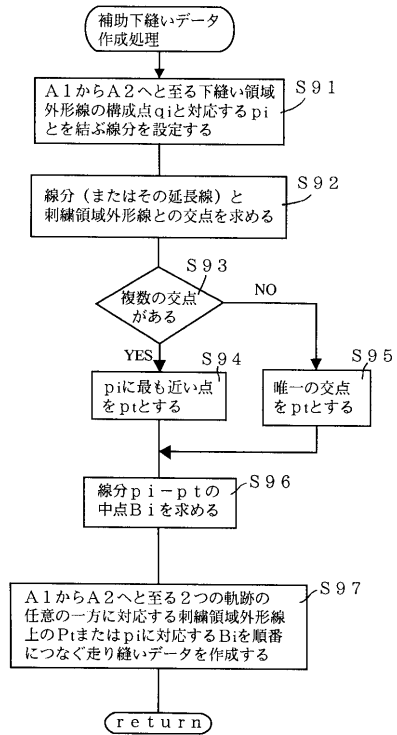 補助下縫いデータ
作成処理
S91
A1からA2へと至る下縫い領域
外形線の構成点qiと対応するpi
とを結ぶ線分を設定する
S92
線分（またはその延長線）と
刺繍領域外形線との交点を求める
S93
複数の交点
がある
NO
YES
S94
piに最も近い点
をptとする
S95
唯一の交点
をptとする
S96
線分pi－ptの
中点Biを求める
S97
A1からA2へと至る2つの軌跡の
任意の一方に対応する刺繍領域外形線
上のPtまたはpiに対応するBiを順番
につなぐ走り縫いデータを作成する
return